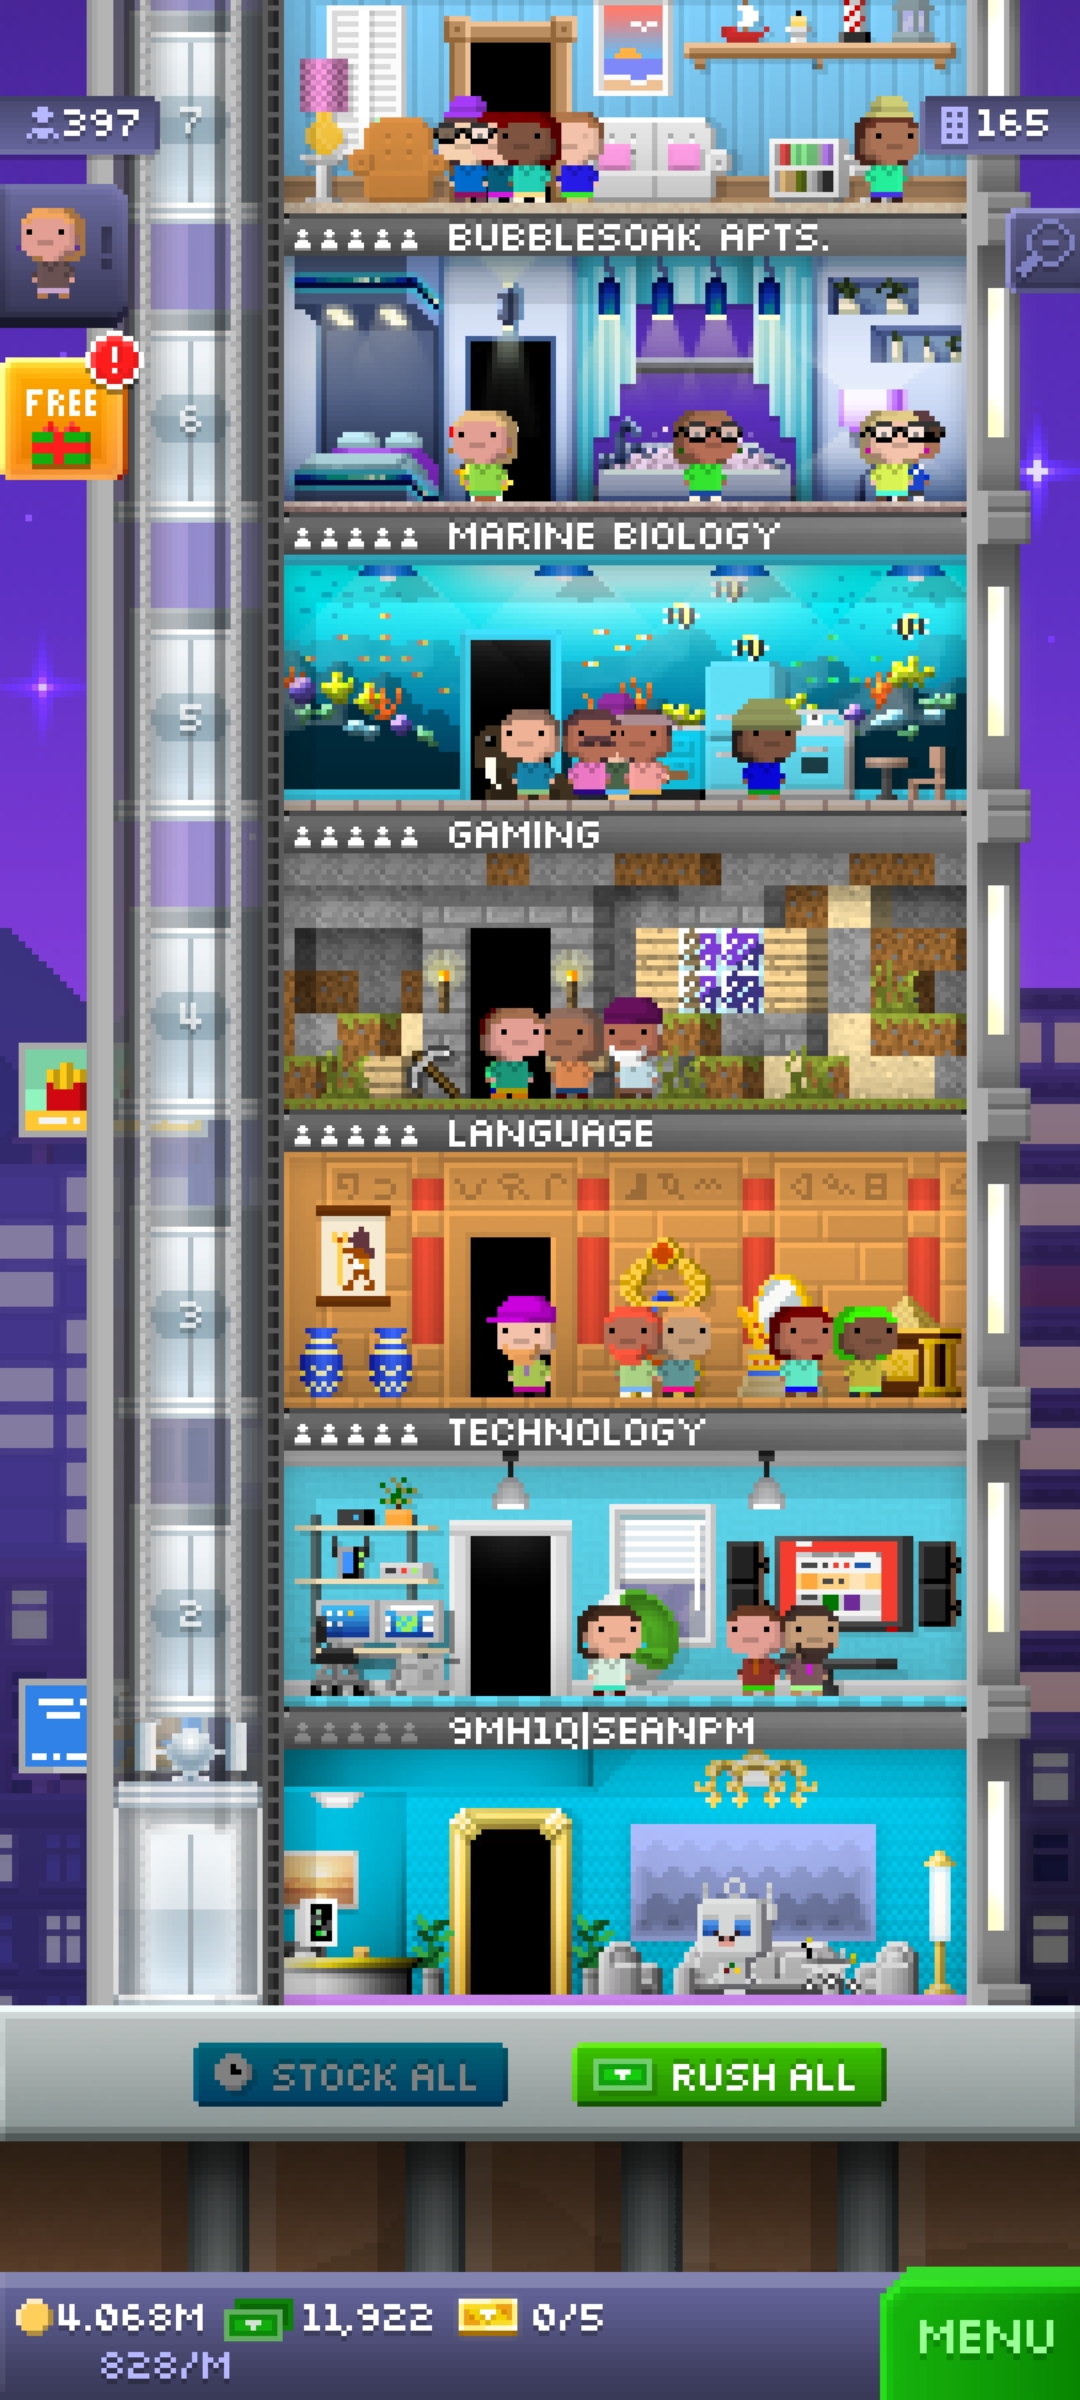 397
7
165
BUBBLESOAK APTS.
!
FREE
6
MARINE BIOLOGY
5
GAMING
4
LANGUAGE
3
TECHNOLOGY
2
9MH1Q|SEANPM
STOCK ALL
RUSH ALL
4.068M
11,922
0/5
828/M
MENU